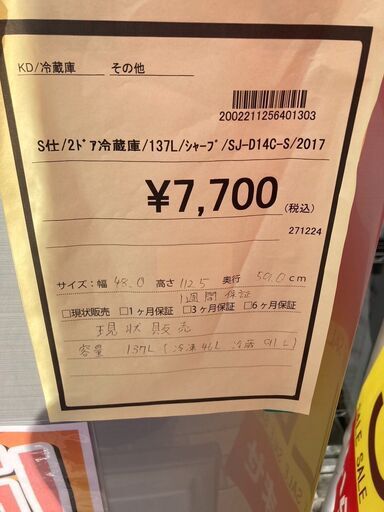 KD/冷蔵庫 その他
2002211256401303
S仕/2ドア冷蔵庫/137L/シャープ/SJ-D14C-S/2017
¥7,700(税込)
271224
サイズ:幅 48.0 高さ 112.5 奥行 59.0 cm
1週間保証
□現状販売 □1ヶ月保証 □3ヶ月保証 □6ヶ月保証
現状販売
容量 137L (冷凍46L 冷蔵91L)
SALE